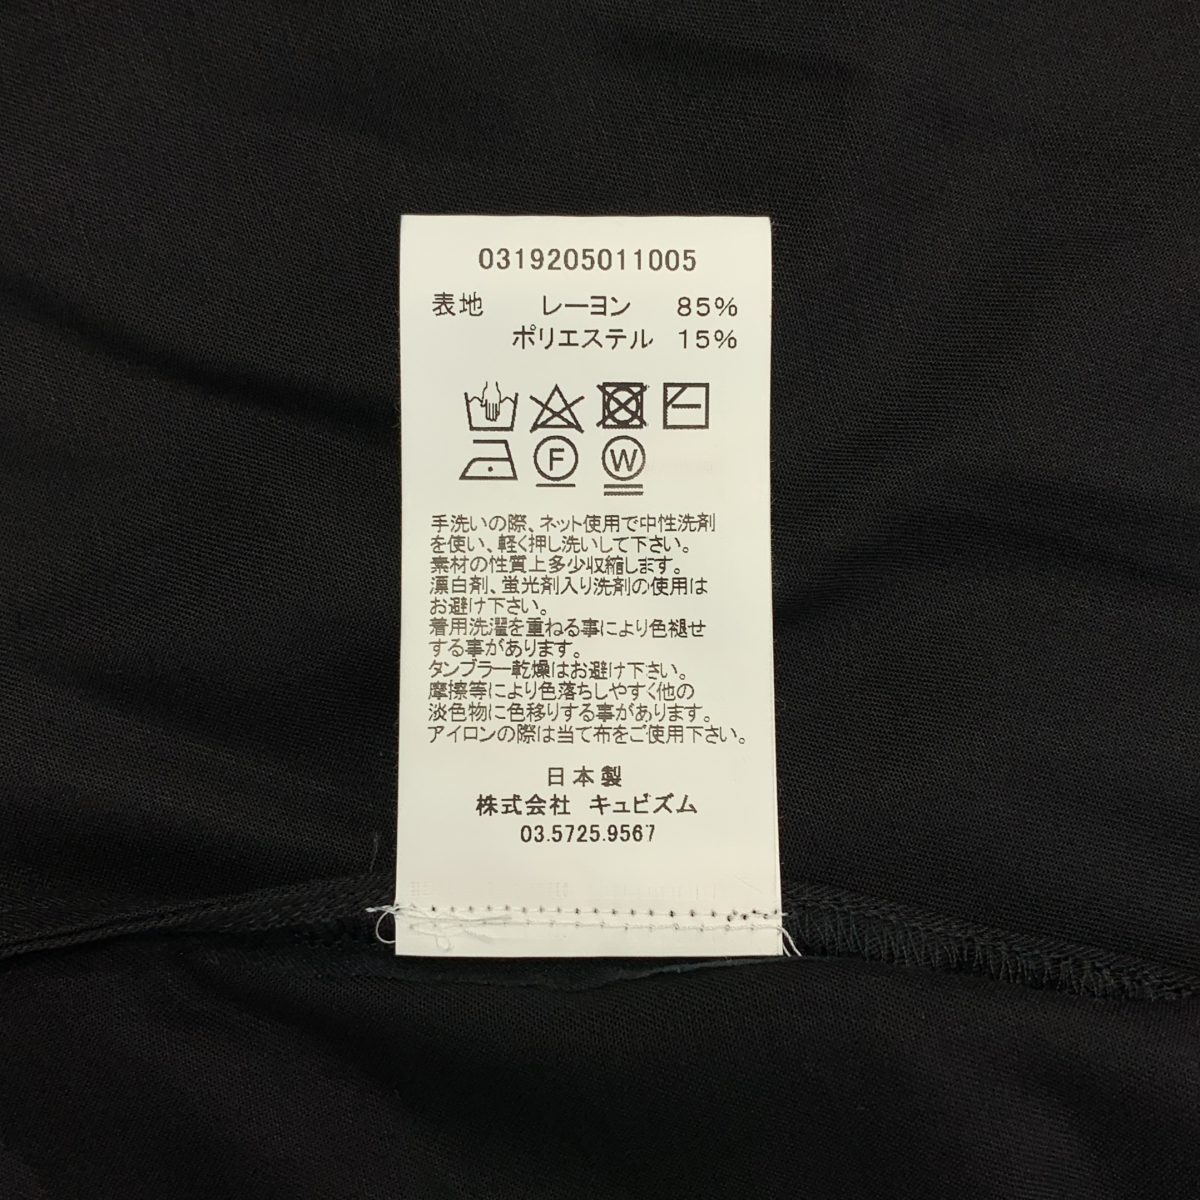 0319205011005
表地 レーヨン 85%
ポリエステル 15%
F W
手洗いの際、ネット使用で中性洗剤
を使い、軽く押し洗いして下さい。
素材の性質上多少収縮します。
漂白剤、蛍光剤入り洗剤の使用は
お避け下さい。
着用洗濯を重ねる事により色褪せ
する事があります。
タンブラー乾燥はお避け下さい。
摩擦等により色落ちしやすく他の
淡色物に色移りする事があります。
アイロンの際は当て布をご使用下さい。
日本製
株式会社 キュビズム
03.5725.9567